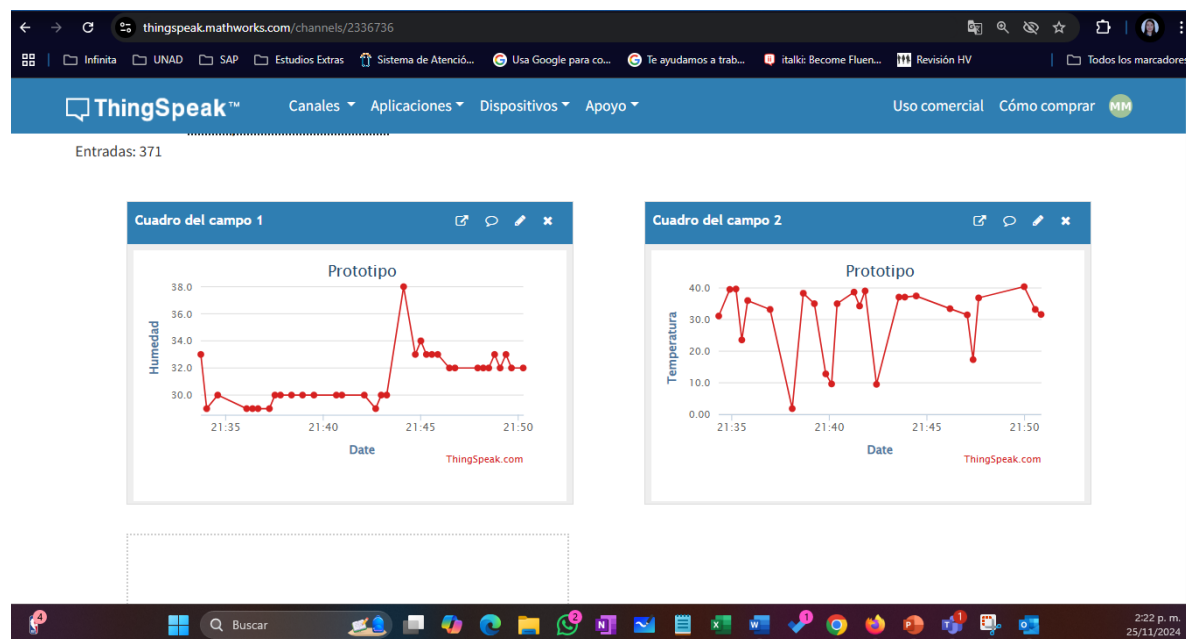 thingspeak.mathworks.com/channels/2336736
Infinita UNAD SAP Estudios Extras Sistema de Atenció... Usa Google para co... Te ayudamos a trab... italki: Become Fluen... Revisión HV Todos los marcadores
ThingSpeak™ Canales Aplicaciones Dispositivos Apoyo Uso comercial Cómo comprar MM
Entradas: 371
Cuadro del campo 1
Prototipo
Humedad
38.0
36.0
34.0
32.0
30.0
21:35 21:40 21:45 21:50
Date
ThingSpeak.com
Cuadro del campo 2
Prototipo
Temperatura
40.0
30.0
20.0
10.0
0.00
21:35 21:40 21:45 21:50
Date
ThingSpeak.com
4
Buscar
2
1
1
2:22 p. m.
25/11/2024